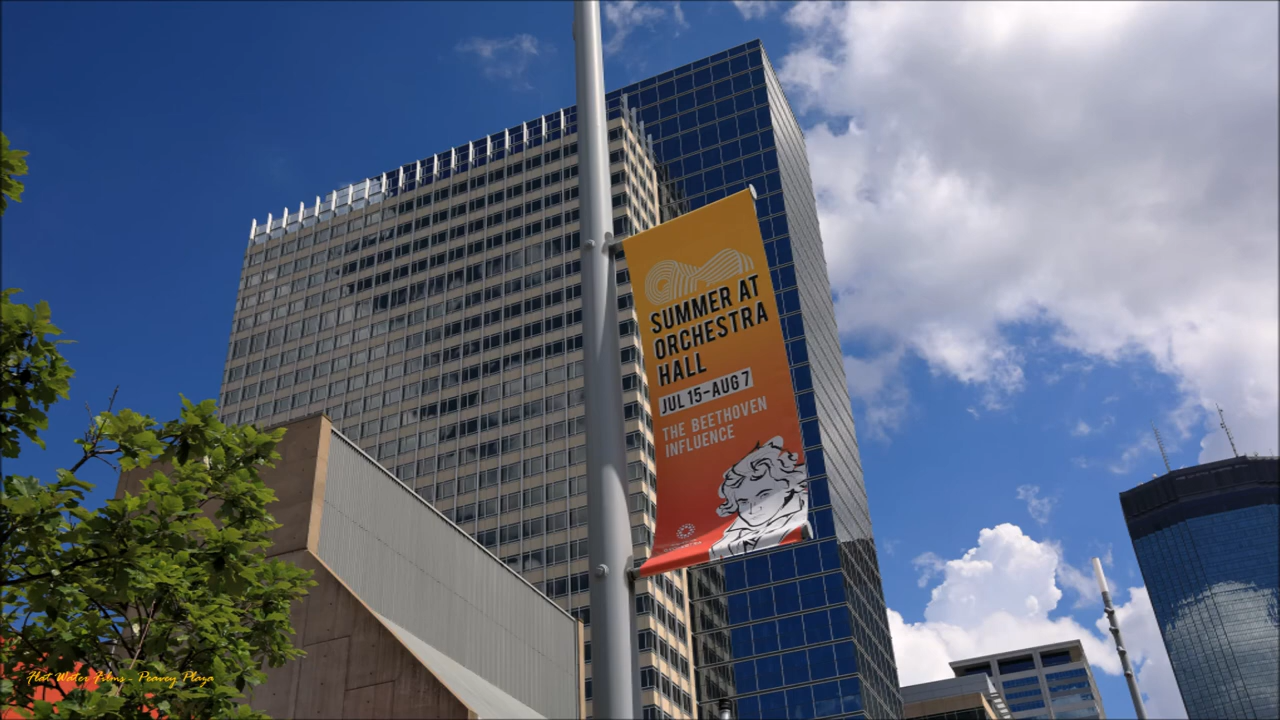 SUMMER AT
ORCHESTRA
HALL
JUL 15-AUG 7
THE BEETHOVEN
INFLUENCE
Flat Water Films - Peavey Plaza